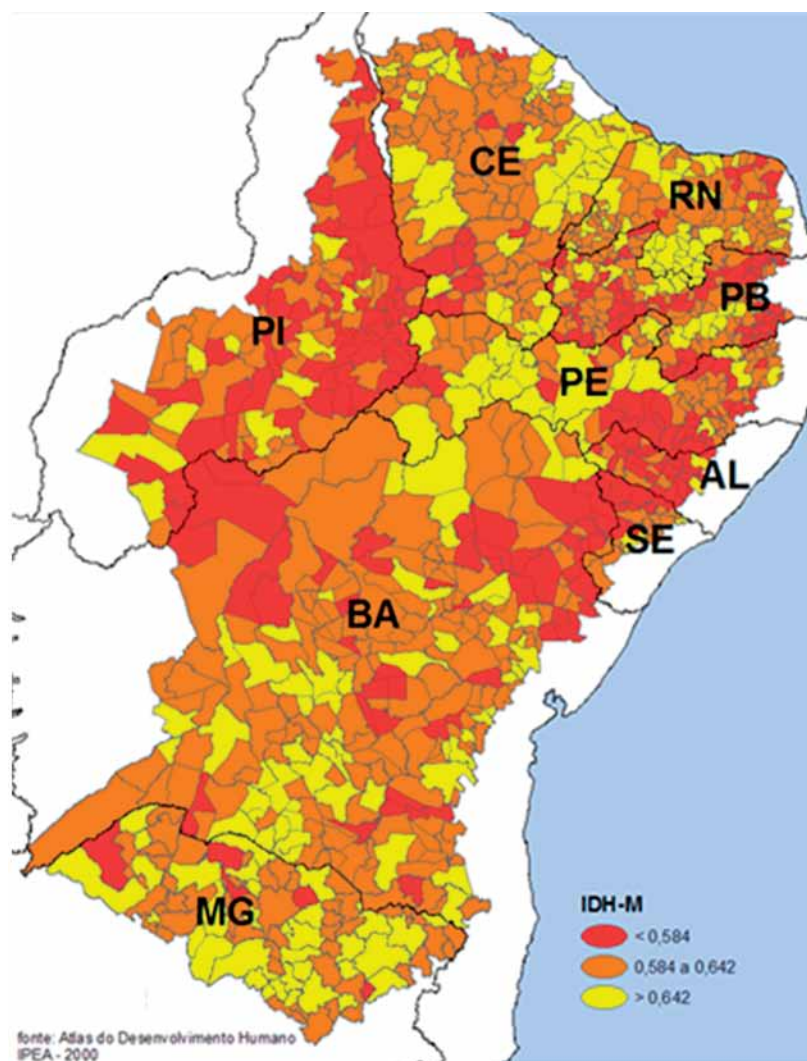 CE
RN
PB
PI
PE
AL
SE
BA
MG
IDH-M
< 0,584
0,584 a 0,642
> 0,642
fonte: Atlas do Desenvolvimento Humano
IPEA - 2000